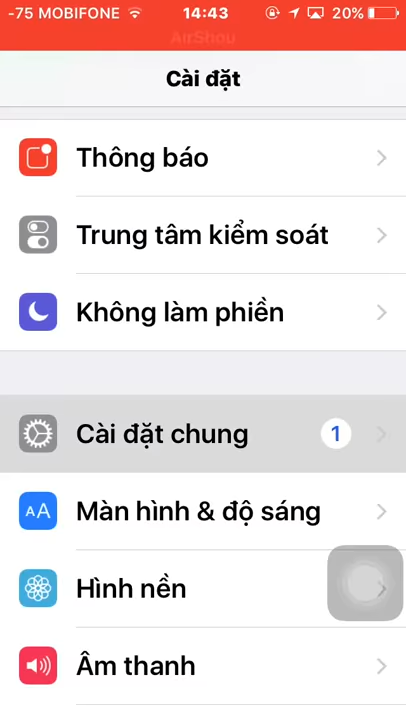 -75 MOBIFONE 14:43 20%
AirShou
Cài đặt
Thông báo
Trung tâm kiểm soát
Không làm phiền
Cài đặt chung 1
AA Màn hình & độ sáng
Hình nền
Âm thanh